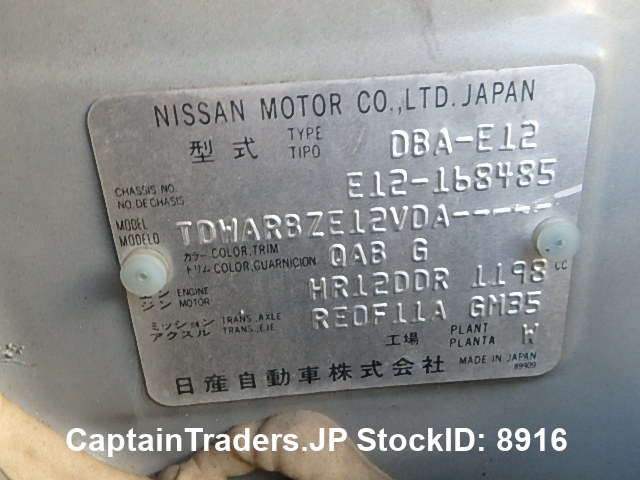 NISSAN MOTOR CO.,LTD. JAPAN
型式 TYPE TIPO DBA-E12
CHASSIS NO. NO. DE CHASIS E12-168485
MODEL MODELO TDWARBZE12VDA-----
カラー COLOR, TRIM トリム COLOR, GUARNICION QAB G
エンジン ENGINE MOTOR HR12DDR 1198 CC
ミッション アクスル TRANS., AXLE TRANS., EJE RE0F11A GM35
工場 PLANT PLANTA W
日産自動車株式会社 MADE IN JAPAN
89909
CaptainTraders.JP StockID: 8916